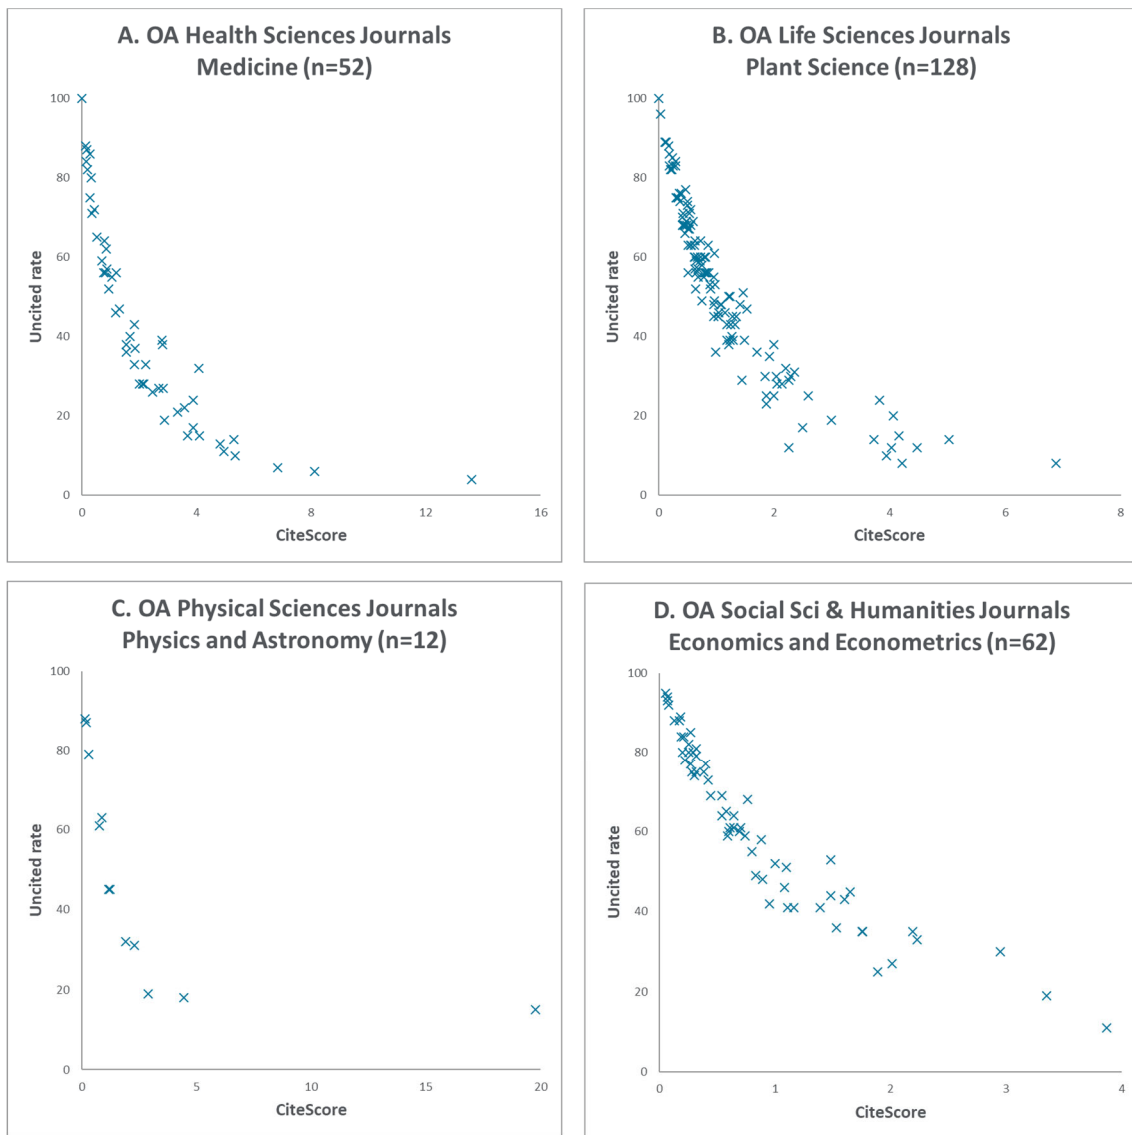 A. OA Health Sciences Journals
Medicine (n=52)
100
80
60
40
20
0
Uncited rate
0 4 8 12 16
CiteScore
B. OA Life Sciences Journals
Plant Science (n=128)
100
80
60
40
20
0
Uncited rate
0 2 4 6 8
CiteScore
C. OA Physical Sciences Journals
Physics and Astronomy (n=12)
100
80
60
40
20
0
Uncited rate
0 5 10 15 20
CiteScore
D. OA Social Sci & Humanities Journals
Economics and Econometrics (n=62)
100
80
60
40
20
0
Uncited rate
0 1 2 3 4
CiteScore